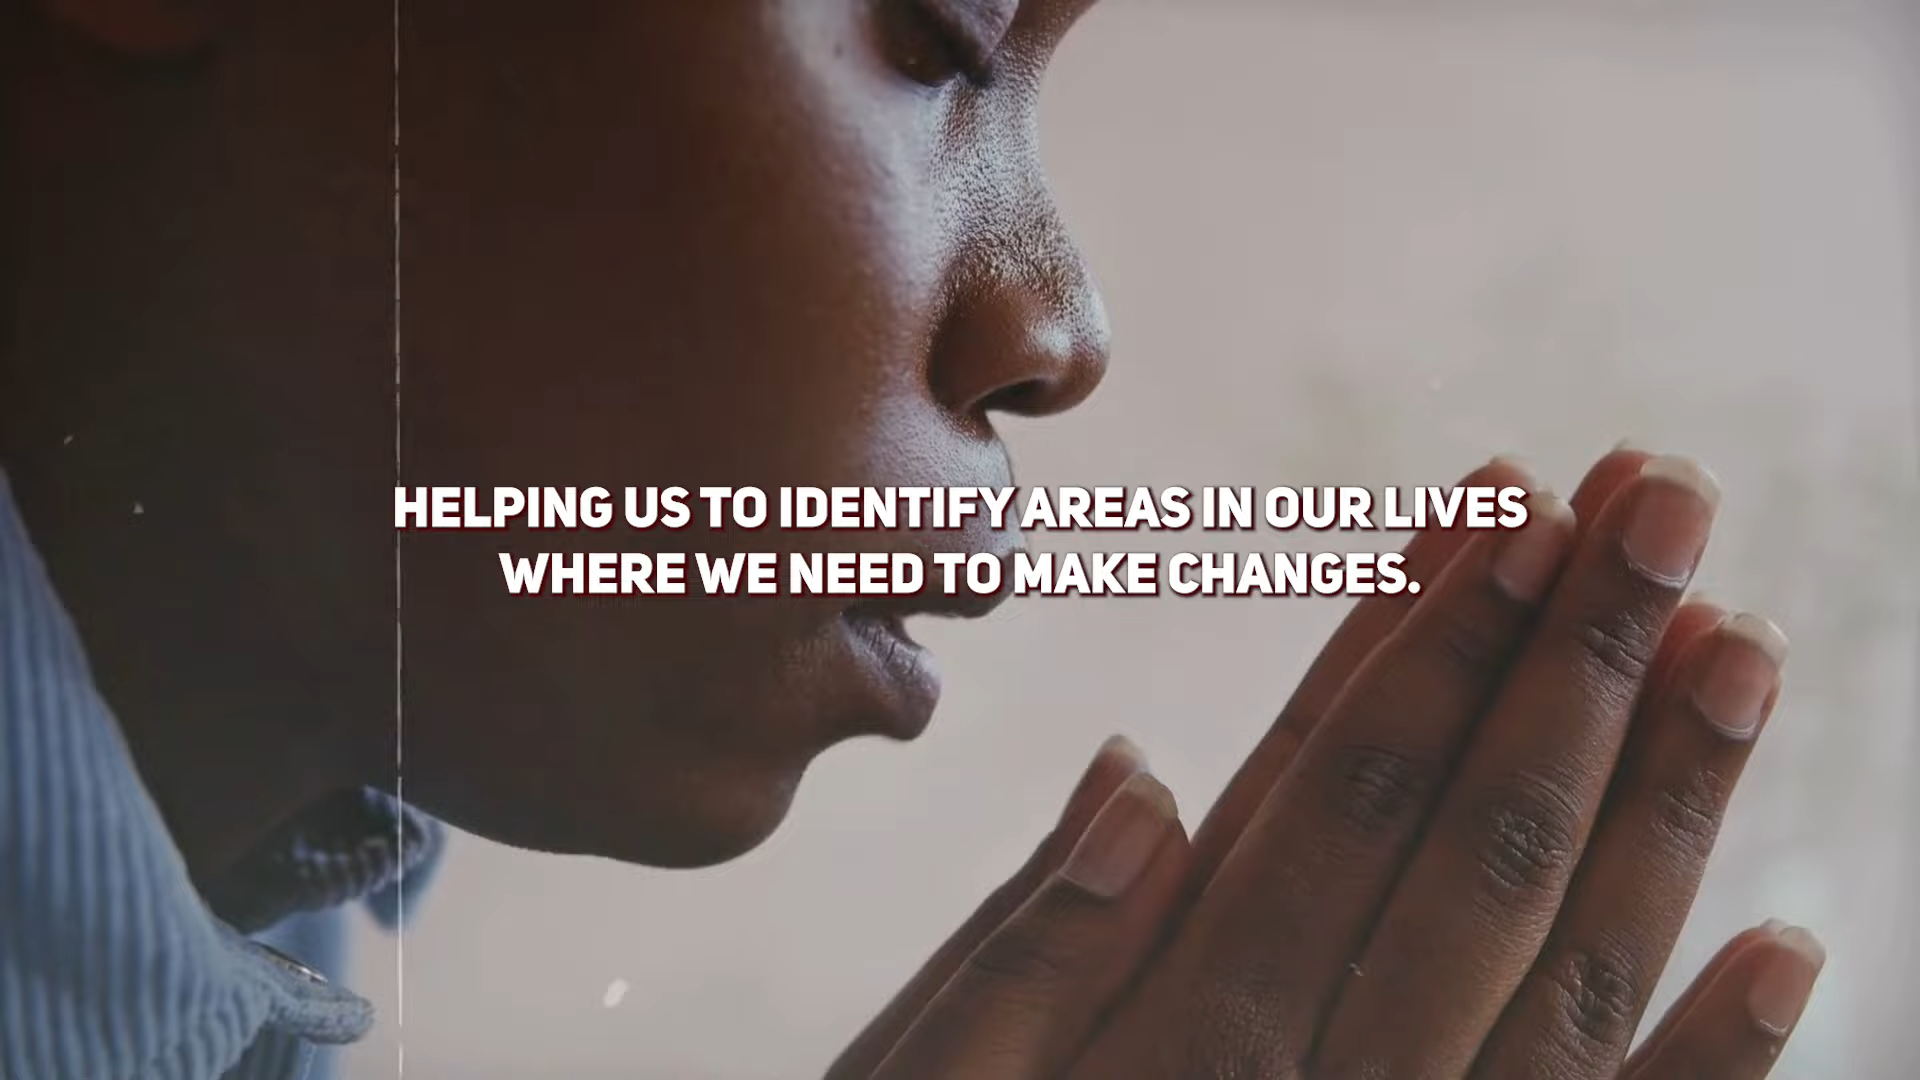 HELPING US TO IDENTIFY AREAS IN OUR LIVES
WHERE WE NEED TO MAKE CHANGES.